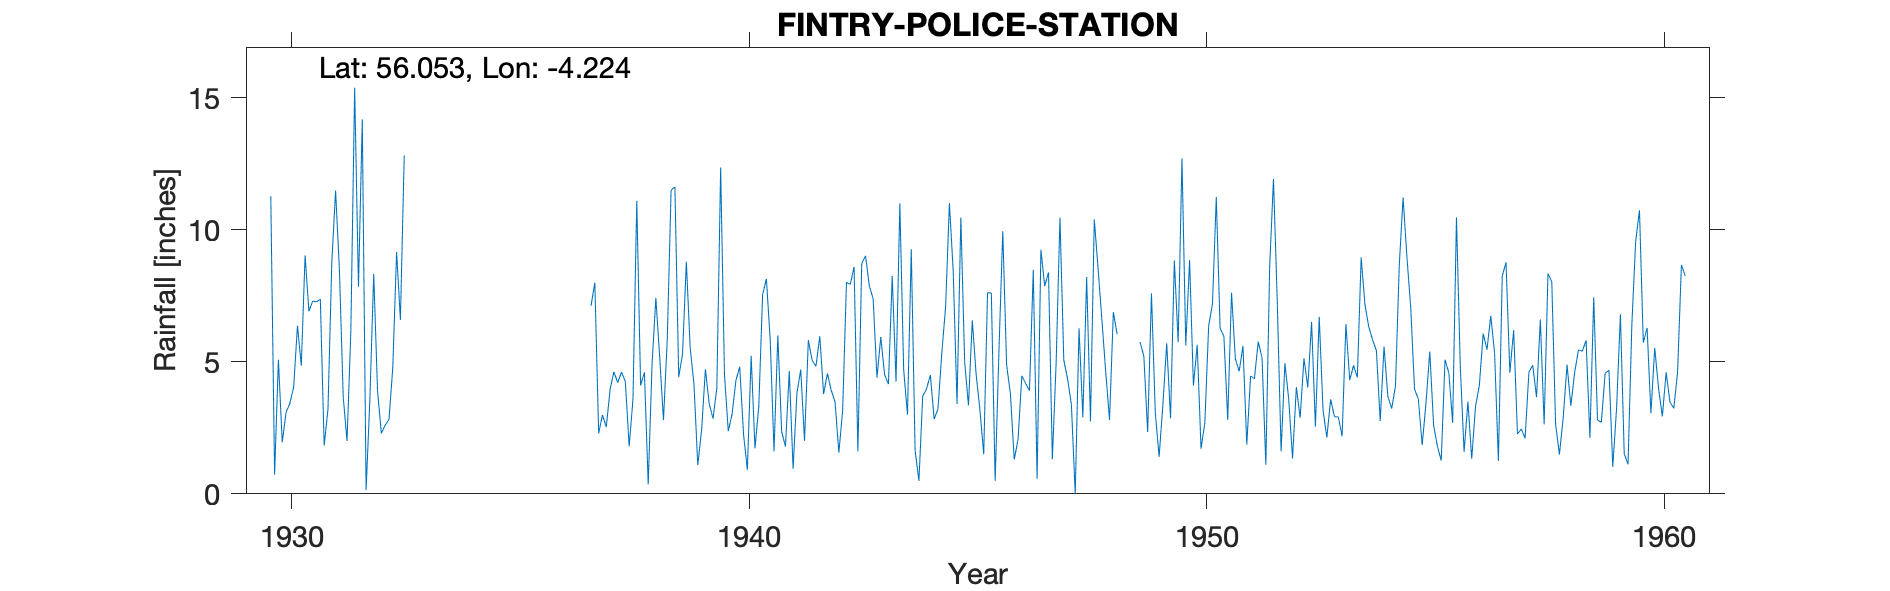 FINTRY-POLICE-STATION
Lat: 56.053, Lon: -4.224
15
10
5
0
Rainfall [inches]
1930 1940 1950 1960
Year